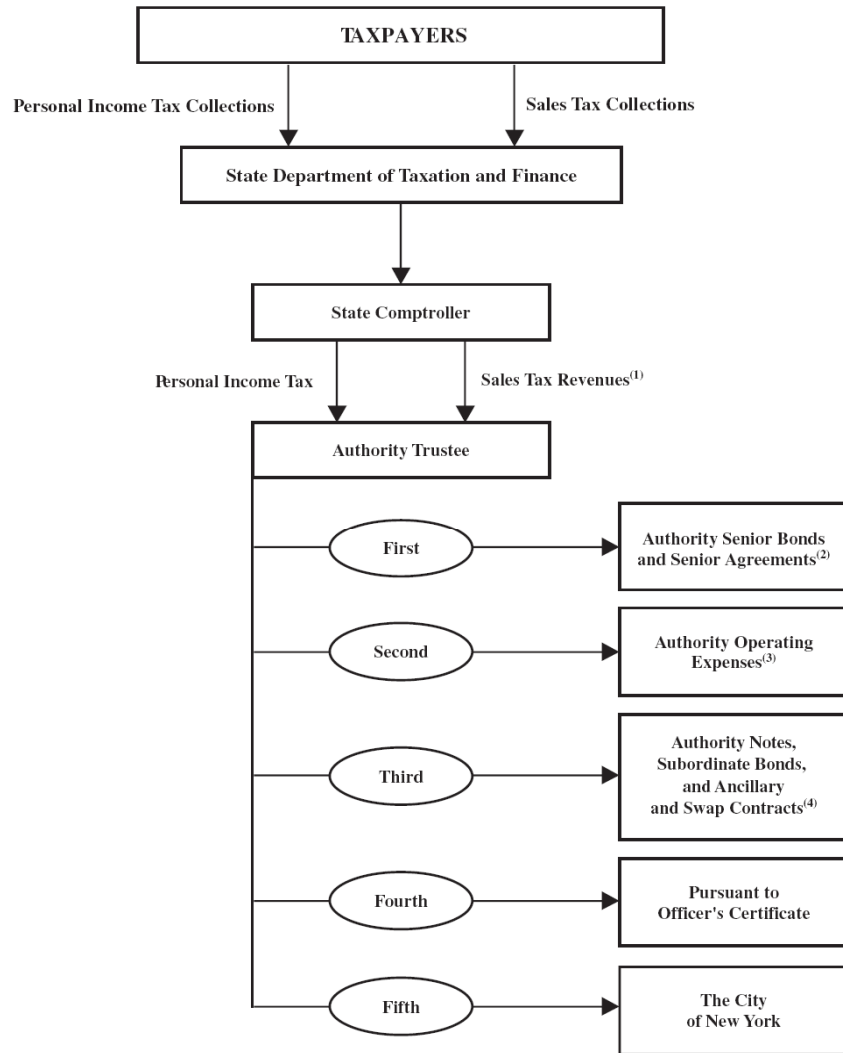 TAXPAYERS
Personal Income Tax Collections
Sales Tax Collections
State Department of Taxation and Finance
State Comptroller
Personal Income Tax
Sales Tax Revenues(1)
Authority Trustee
First
Authority Senior Bonds
and Senior Agreements(2)
Second
Authority Operating
Expenses(3)
Third
Authority Notes,
Subordinate Bonds,
and Ancillary
and Swap Contracts(4)
Fourth
Pursuant to
Officer's Certificate
Fifth
The City
of New York